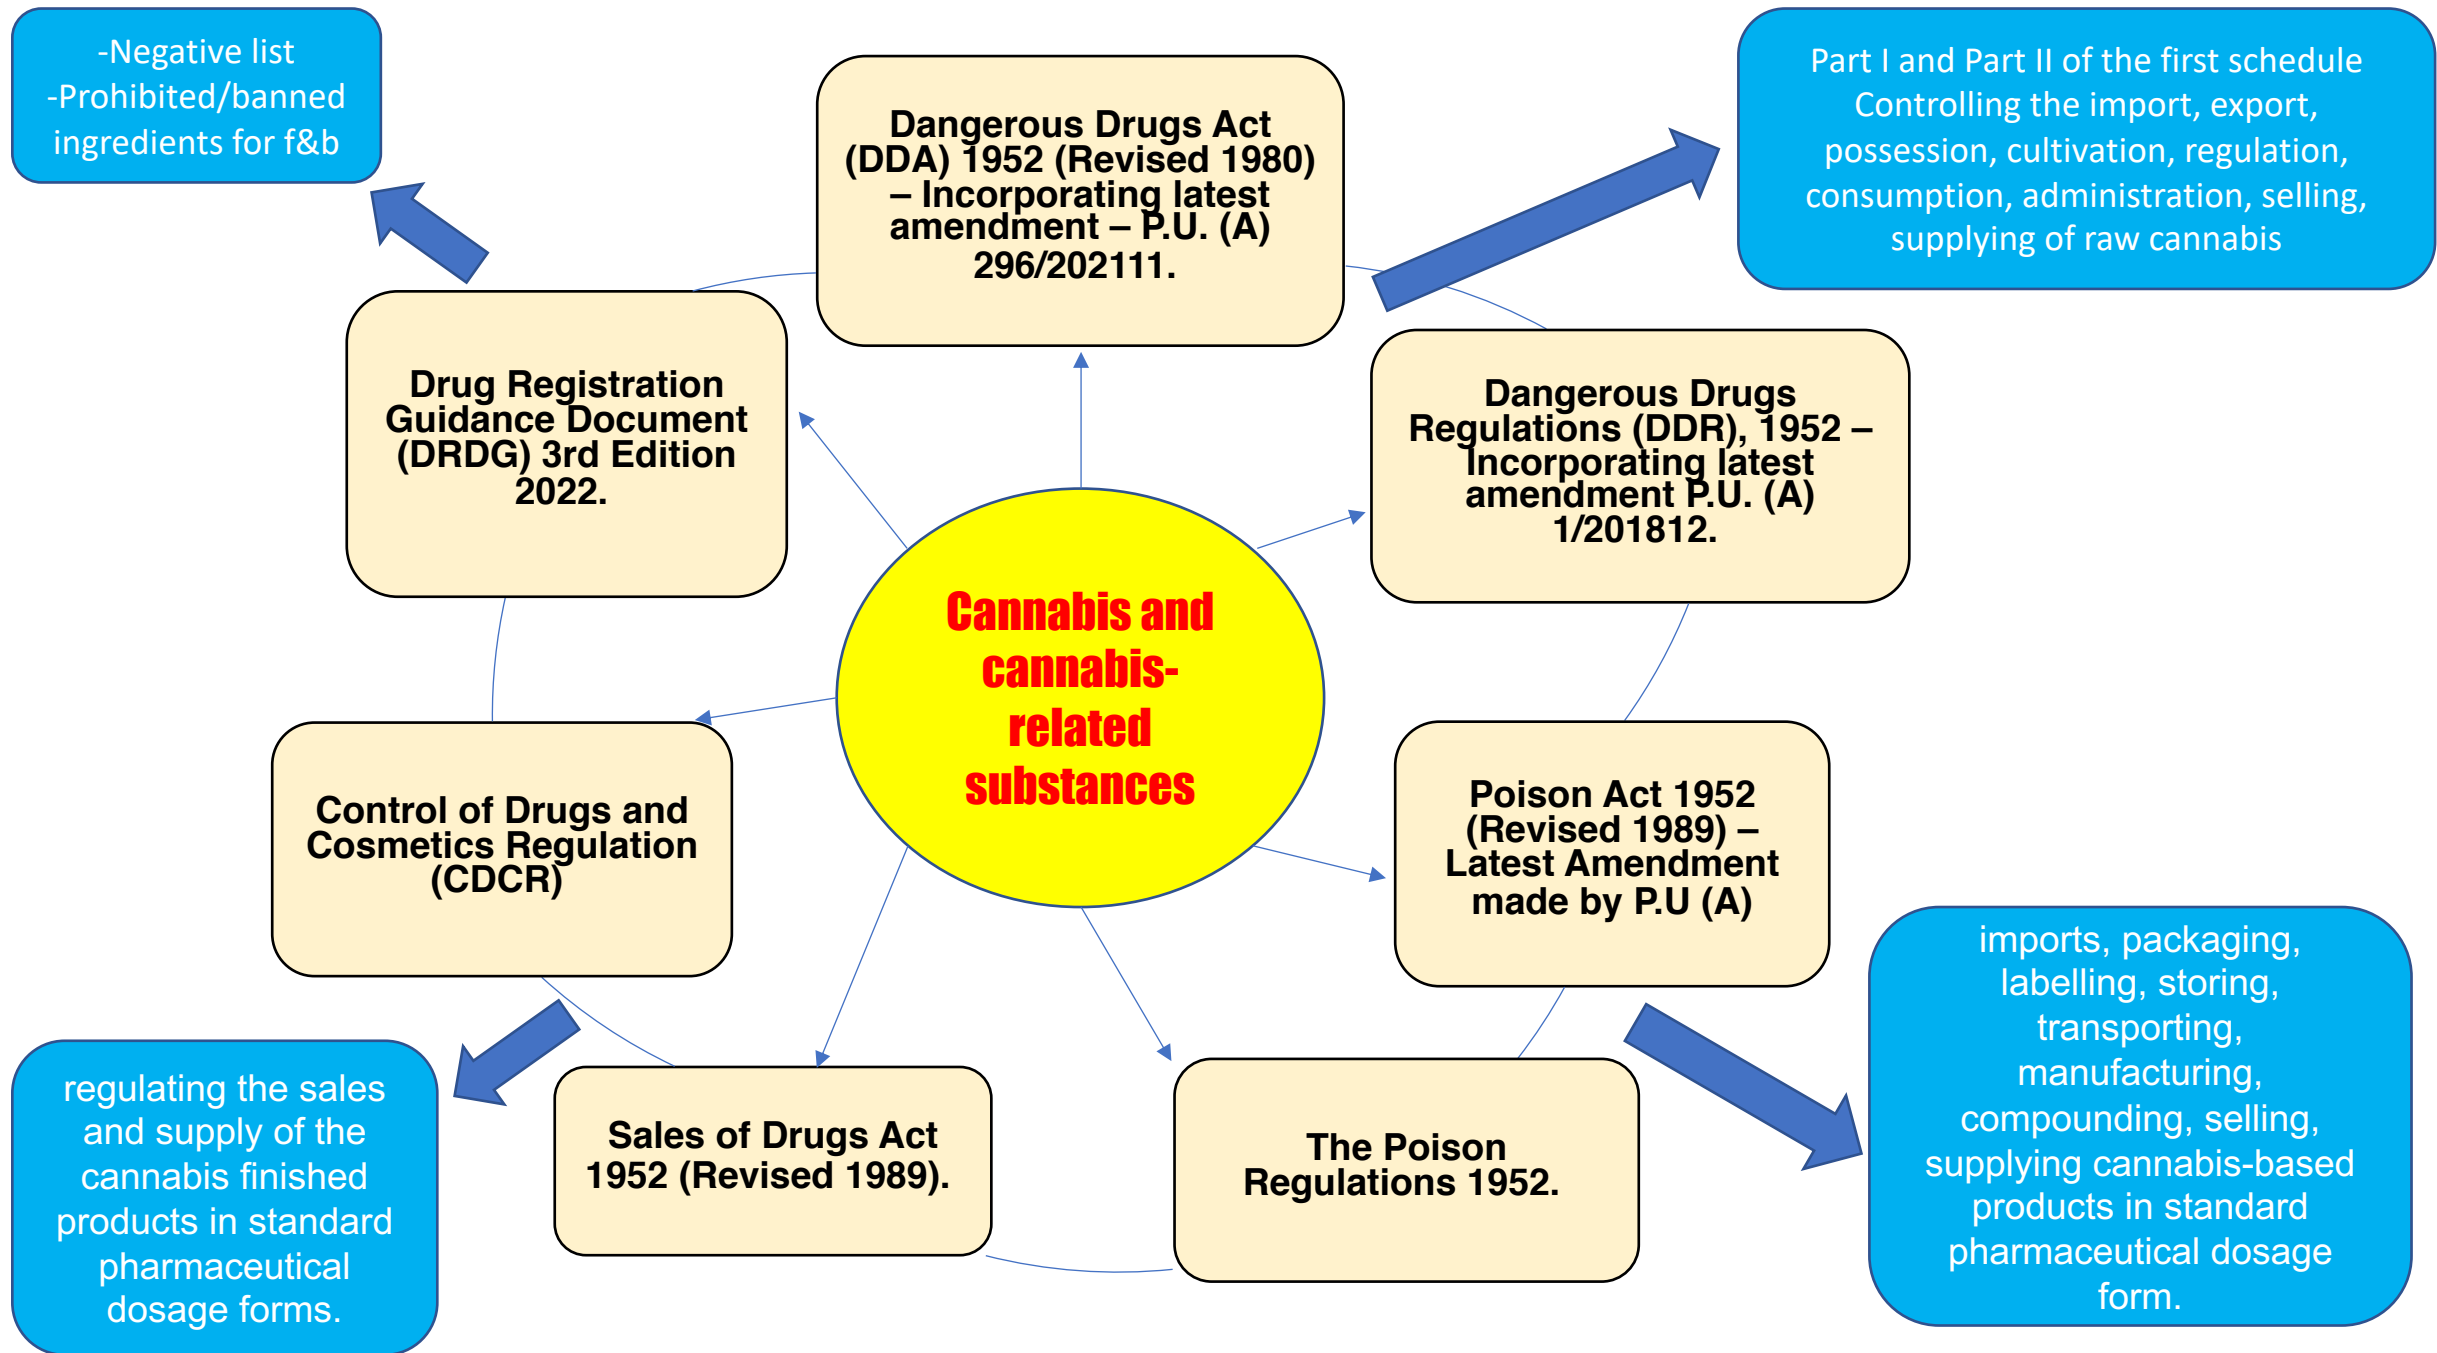 -Negative list
-Prohibited/banned
ingredients for f&b
Dangerous Drugs Act
(DDA) 1952 (Revised 1980)
– Incorporating latest
amendment – P.U. (A)
296/202111.
Part I and Part II of the first schedule
Controlling the import, export,
possession, cultivation, regulation,
consumption, administration, selling,
supplying of raw cannabis
Drug Registration
Guidance Document
(DRDG) 3rd Edition
2022.
Dangerous Drugs
Regulations (DDR), 1952 –
Incorporating latest
amendment P.U. (A)
1/201812.
Cannabis and
cannabis-
related
substances
Control of Drugs and
Cosmetics Regulation
(CDCR)
Poison Act 1952
(Revised 1989) –
Latest Amendment
made by P.U (A)
regulating the sales
and supply of the
cannabis finished
products in standard
pharmaceutical
dosage forms.
Sales of Drugs Act
1952 (Revised 1989).
The Poison
Regulations 1952.
imports, packaging,
labelling, storing,
transporting,
manufacturing,
compounding, selling,
supplying cannabis-based
products in standard
pharmaceutical dosage
form.